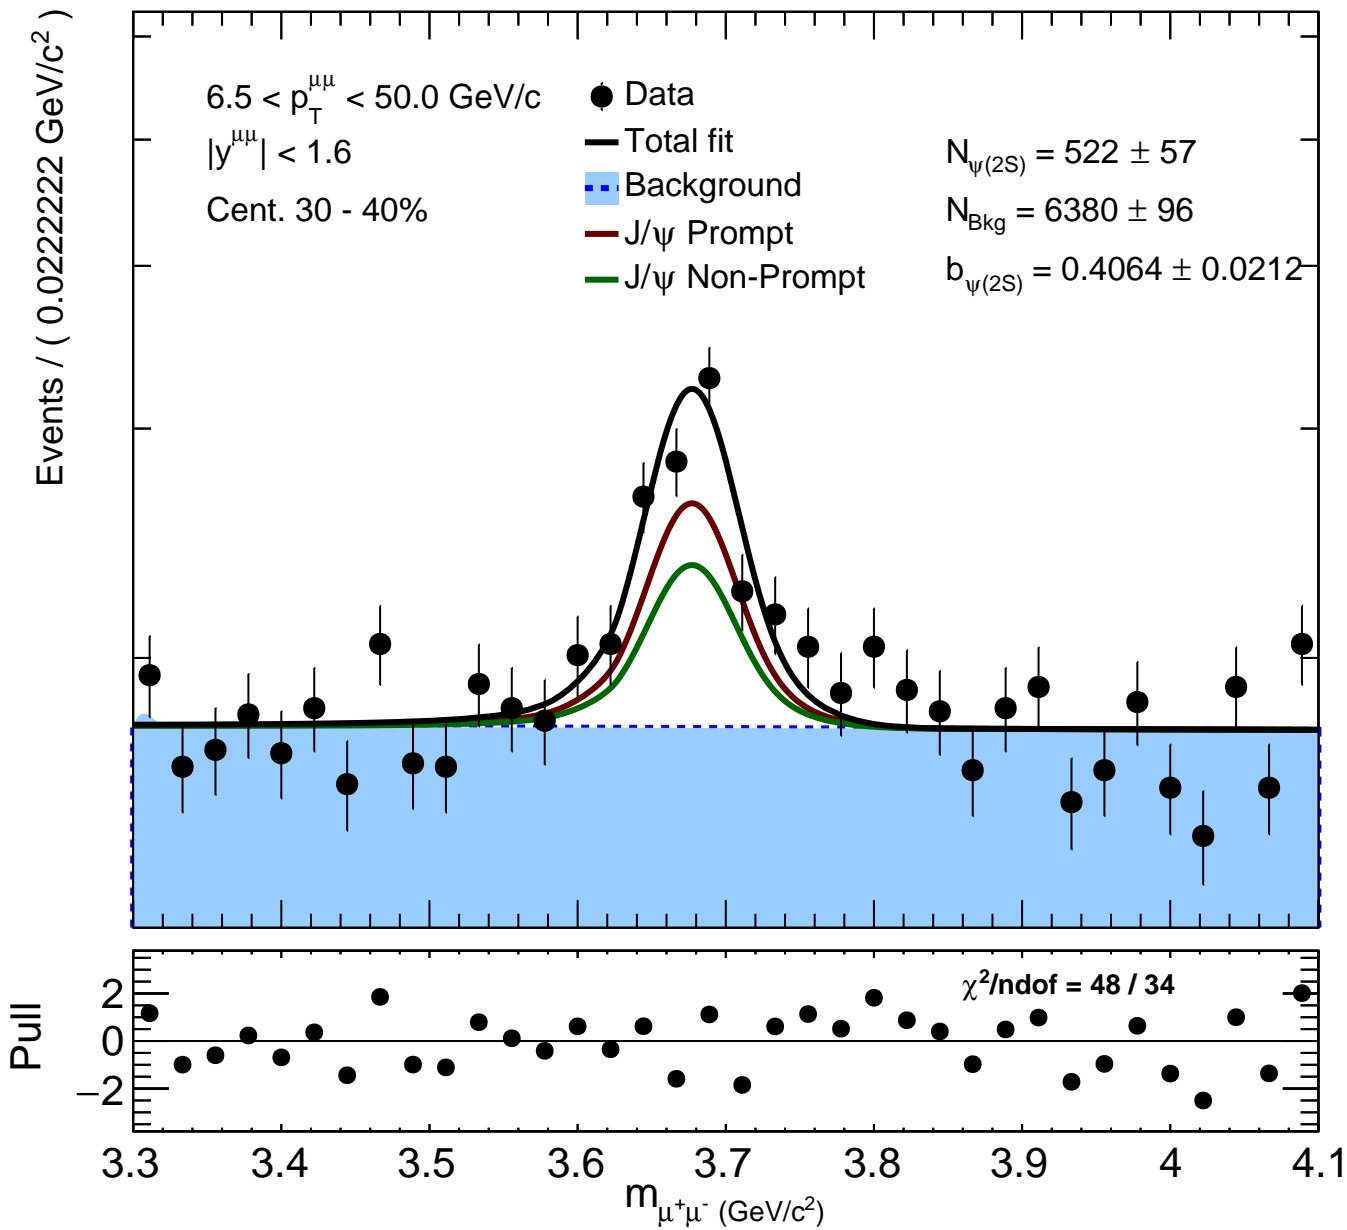 Events / ( 0.0222222 GeV/c² )
6.5 < p_T^μμ < 50.0 GeV/c
|y^μμ| < 1.6
Cent. 30 - 40%
Data
Total fit
Background
J/ψ Prompt
J/ψ Non-Prompt
N_ψ(2S) = 522 ± 57
N_Bkg = 6380 ± 96
b_ψ(2S) = 0.4064 ± 0.0212
Pull
2
0
−2
χ²/ndof = 48 / 34
3.3 3.4 3.5 3.6 3.7 3.8 3.9 4 4.1
m_μ⁺μ⁻ (GeV/c²)